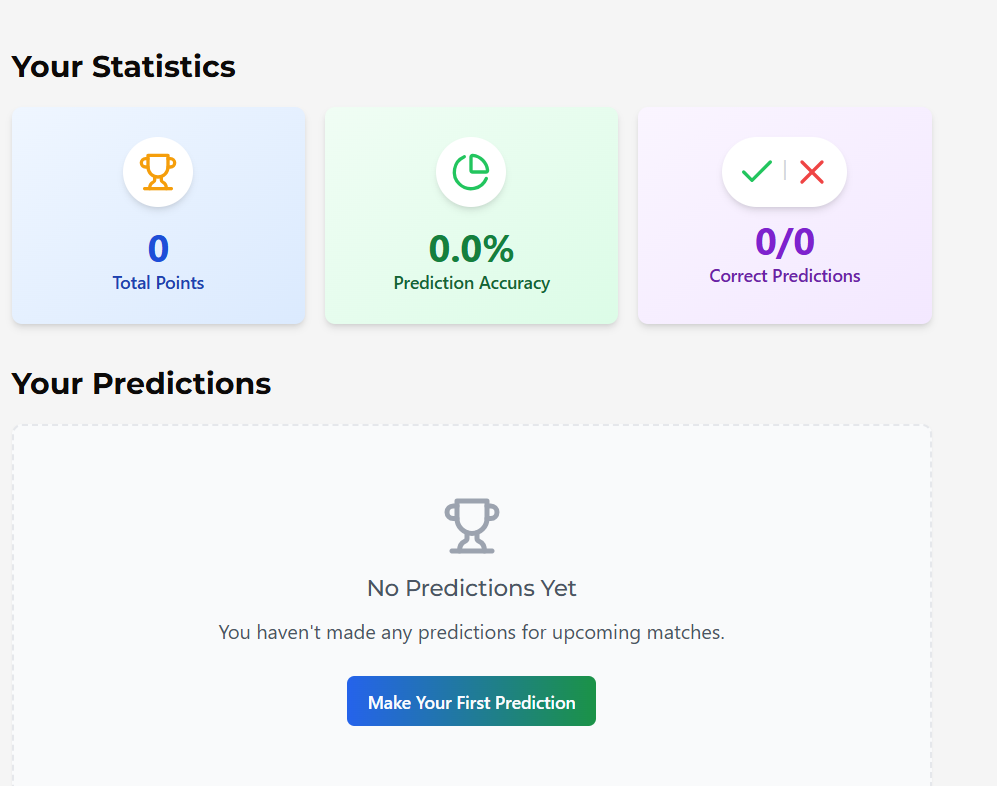 Your Statistics
0
Total Points
0.0%
Prediction Accuracy
0/0
Correct Predictions
Your Predictions
No Predictions Yet
You haven't made any predictions for upcoming matches.
Make Your First Prediction